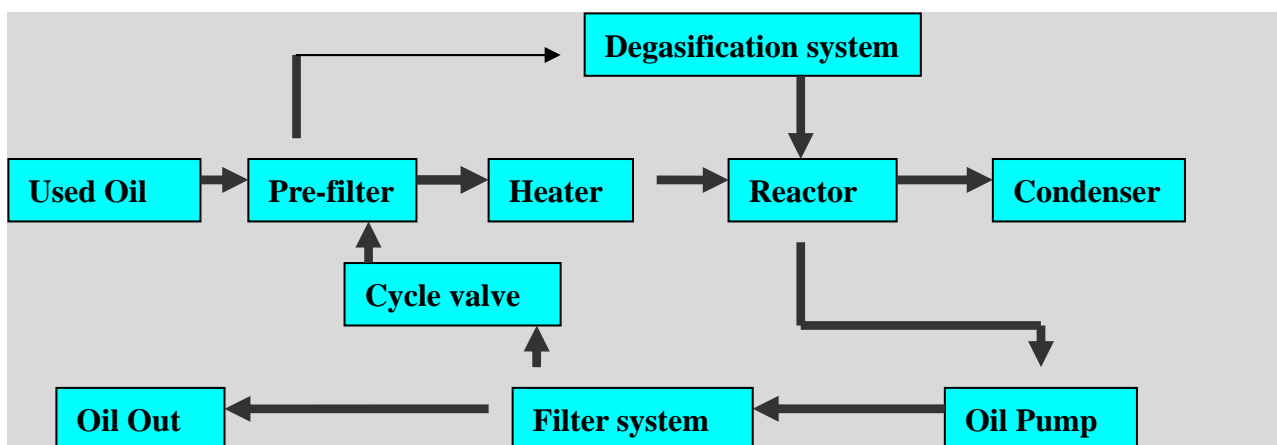 Degasification system
Used Oil
Pre-filter
Heater
Reactor
Condenser
Cycle valve
Oil Out
Filter system
Oil Pump